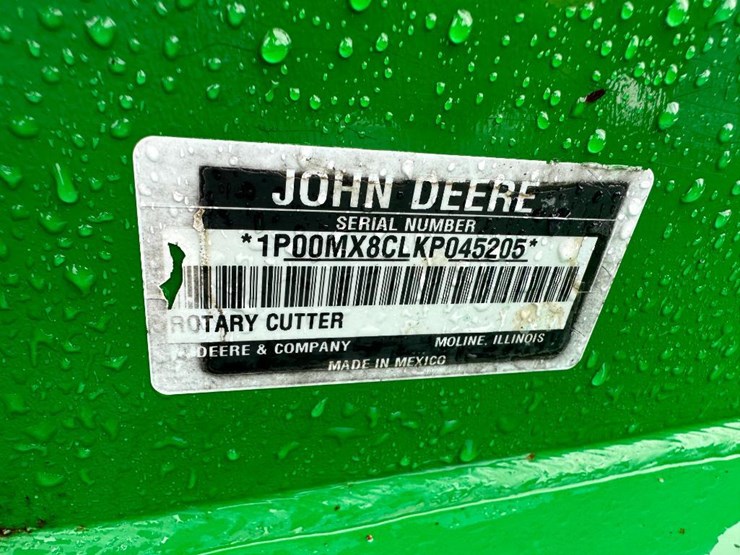 JOHN DEERE
SERIAL NUMBER
*1P00MX8CLKP045205*
ROTARY CUTTER
DEERE & COMPANY MOLINE, ILLINOIS
MADE IN MEXICO